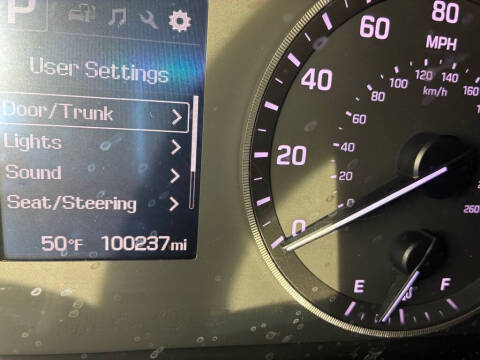 P
User Settings
Door/Trunk
Lights
Sound
Seat/Steering
50°F 100237mi
0
20
40
60
80
MPH
0
20
40
60
80
100
120
140
160
km/h
260
E
F